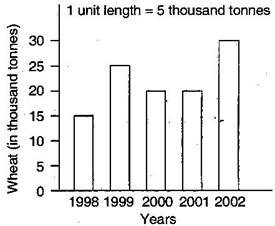 1 unit length = 5 thousand tonnes
Wheat (in thousand tonnes)
30
25
20
15
10
5
0
1998 1999 2000 2001 2002
Years